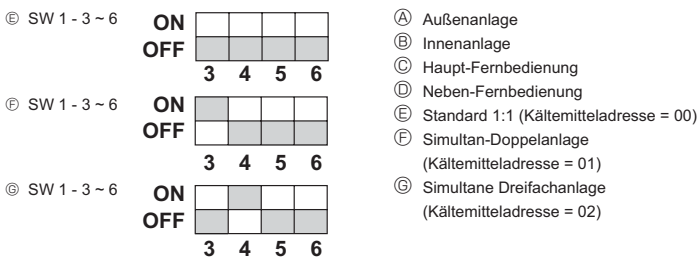 Ⓔ SW 1 - 3 ~ 6
ON
OFF
3 4 5 6
Ⓕ SW 1 - 3 ~ 6
ON
OFF
3 4 5 6
Ⓖ SW 1 - 3 ~ 6
ON
OFF
3 4 5 6
Ⓐ Außenanlage
Ⓑ Innenanlage
Ⓒ Haupt-Fernbedienung
Ⓓ Neben-Fernbedienung
Ⓔ Standard 1:1 (Kältemitteladresse = 00)
Ⓕ Simultan-Doppelanlage
(Kältemitteladresse = 01)
Ⓖ Simultane Dreifachanlage
(Kältemitteladresse = 02)